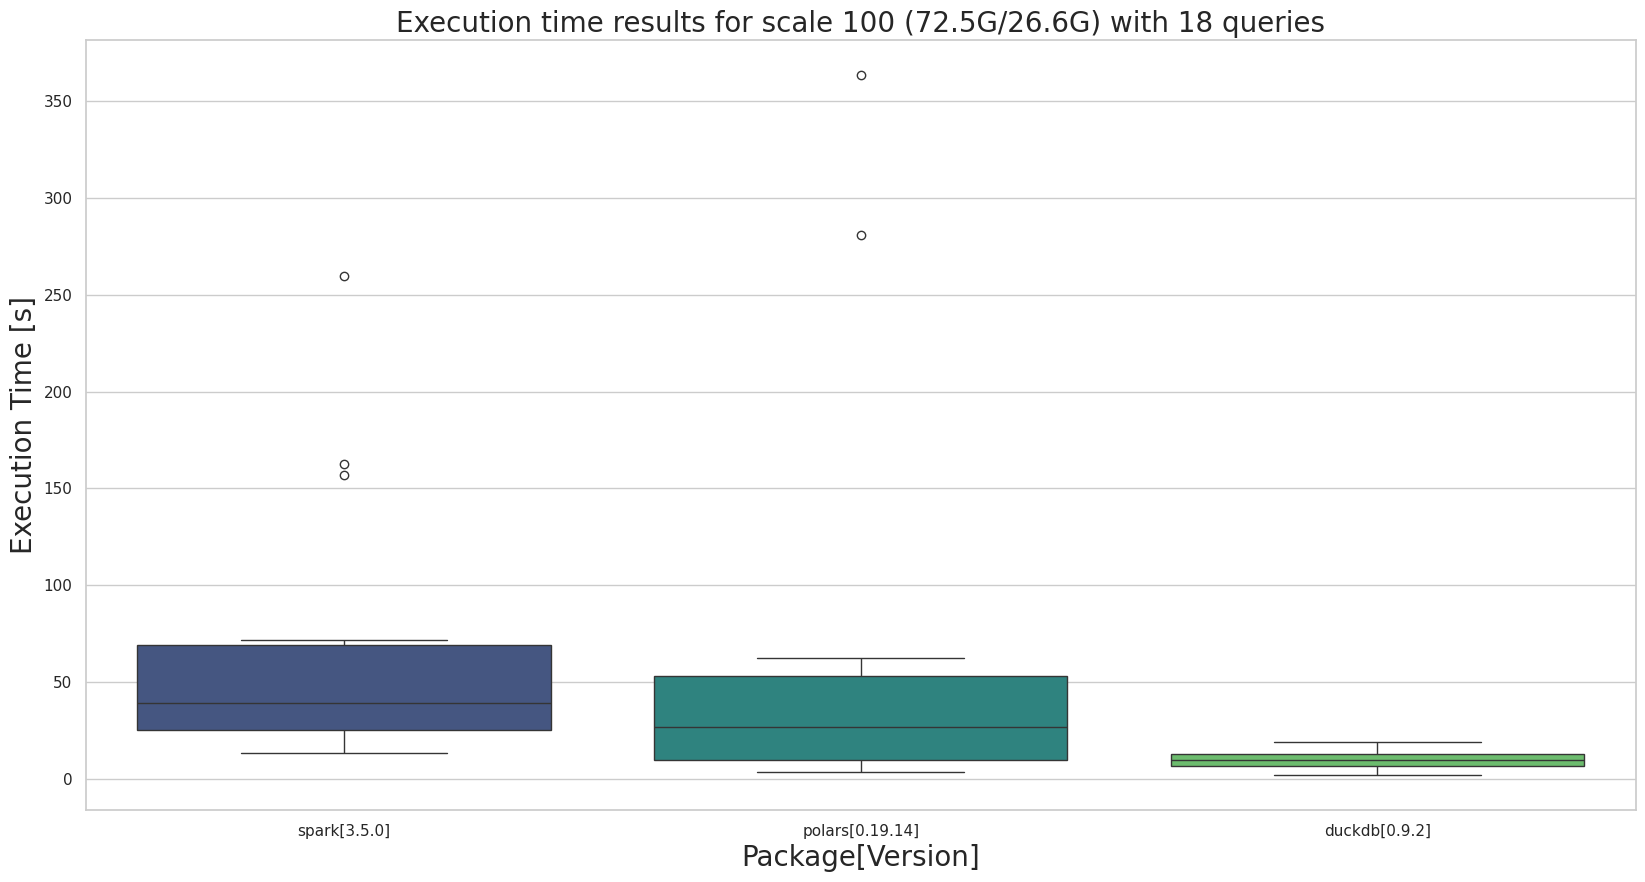 Execution time results for scale 100 (72.5G/26.6G) with 18 queries
Execution Time [s]
350
300
250
200
150
100
50
0
spark[3.5.0]
polars[0.19.14]
duckdb[0.9.2]
Package[Version]